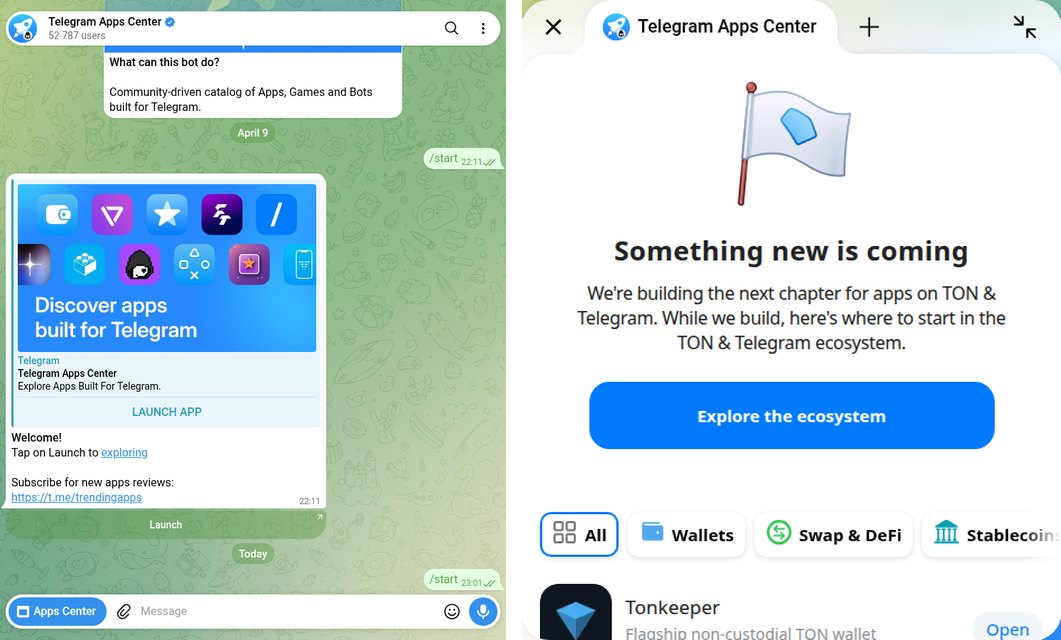 Telegram Apps Center
52 787 users
What can this bot do?
Community-driven catalog of Apps, Games and Bots
built for Telegram.
April 9
/start 22:11
Discover apps
built for Telegram
Telegram
Telegram Apps Center
Explore Apps Built For Telegram.
LAUNCH APP
Welcome!
Tap on Launch to exploring
Subscribe for new apps reviews:
https://t.me/trendingapps
22:11
Launch
Today
/start 23:01
Apps Center
Message
Telegram Apps Center
Something new is coming
We're building the next chapter for apps on TON &
Telegram. While we build, here's where to start in the
TON & Telegram ecosystem.
Explore the ecosystem
All
Wallets
Swap & DeFi
Stablecoins
Tonkeeper
Flagship non-custodial TON wallet
Open